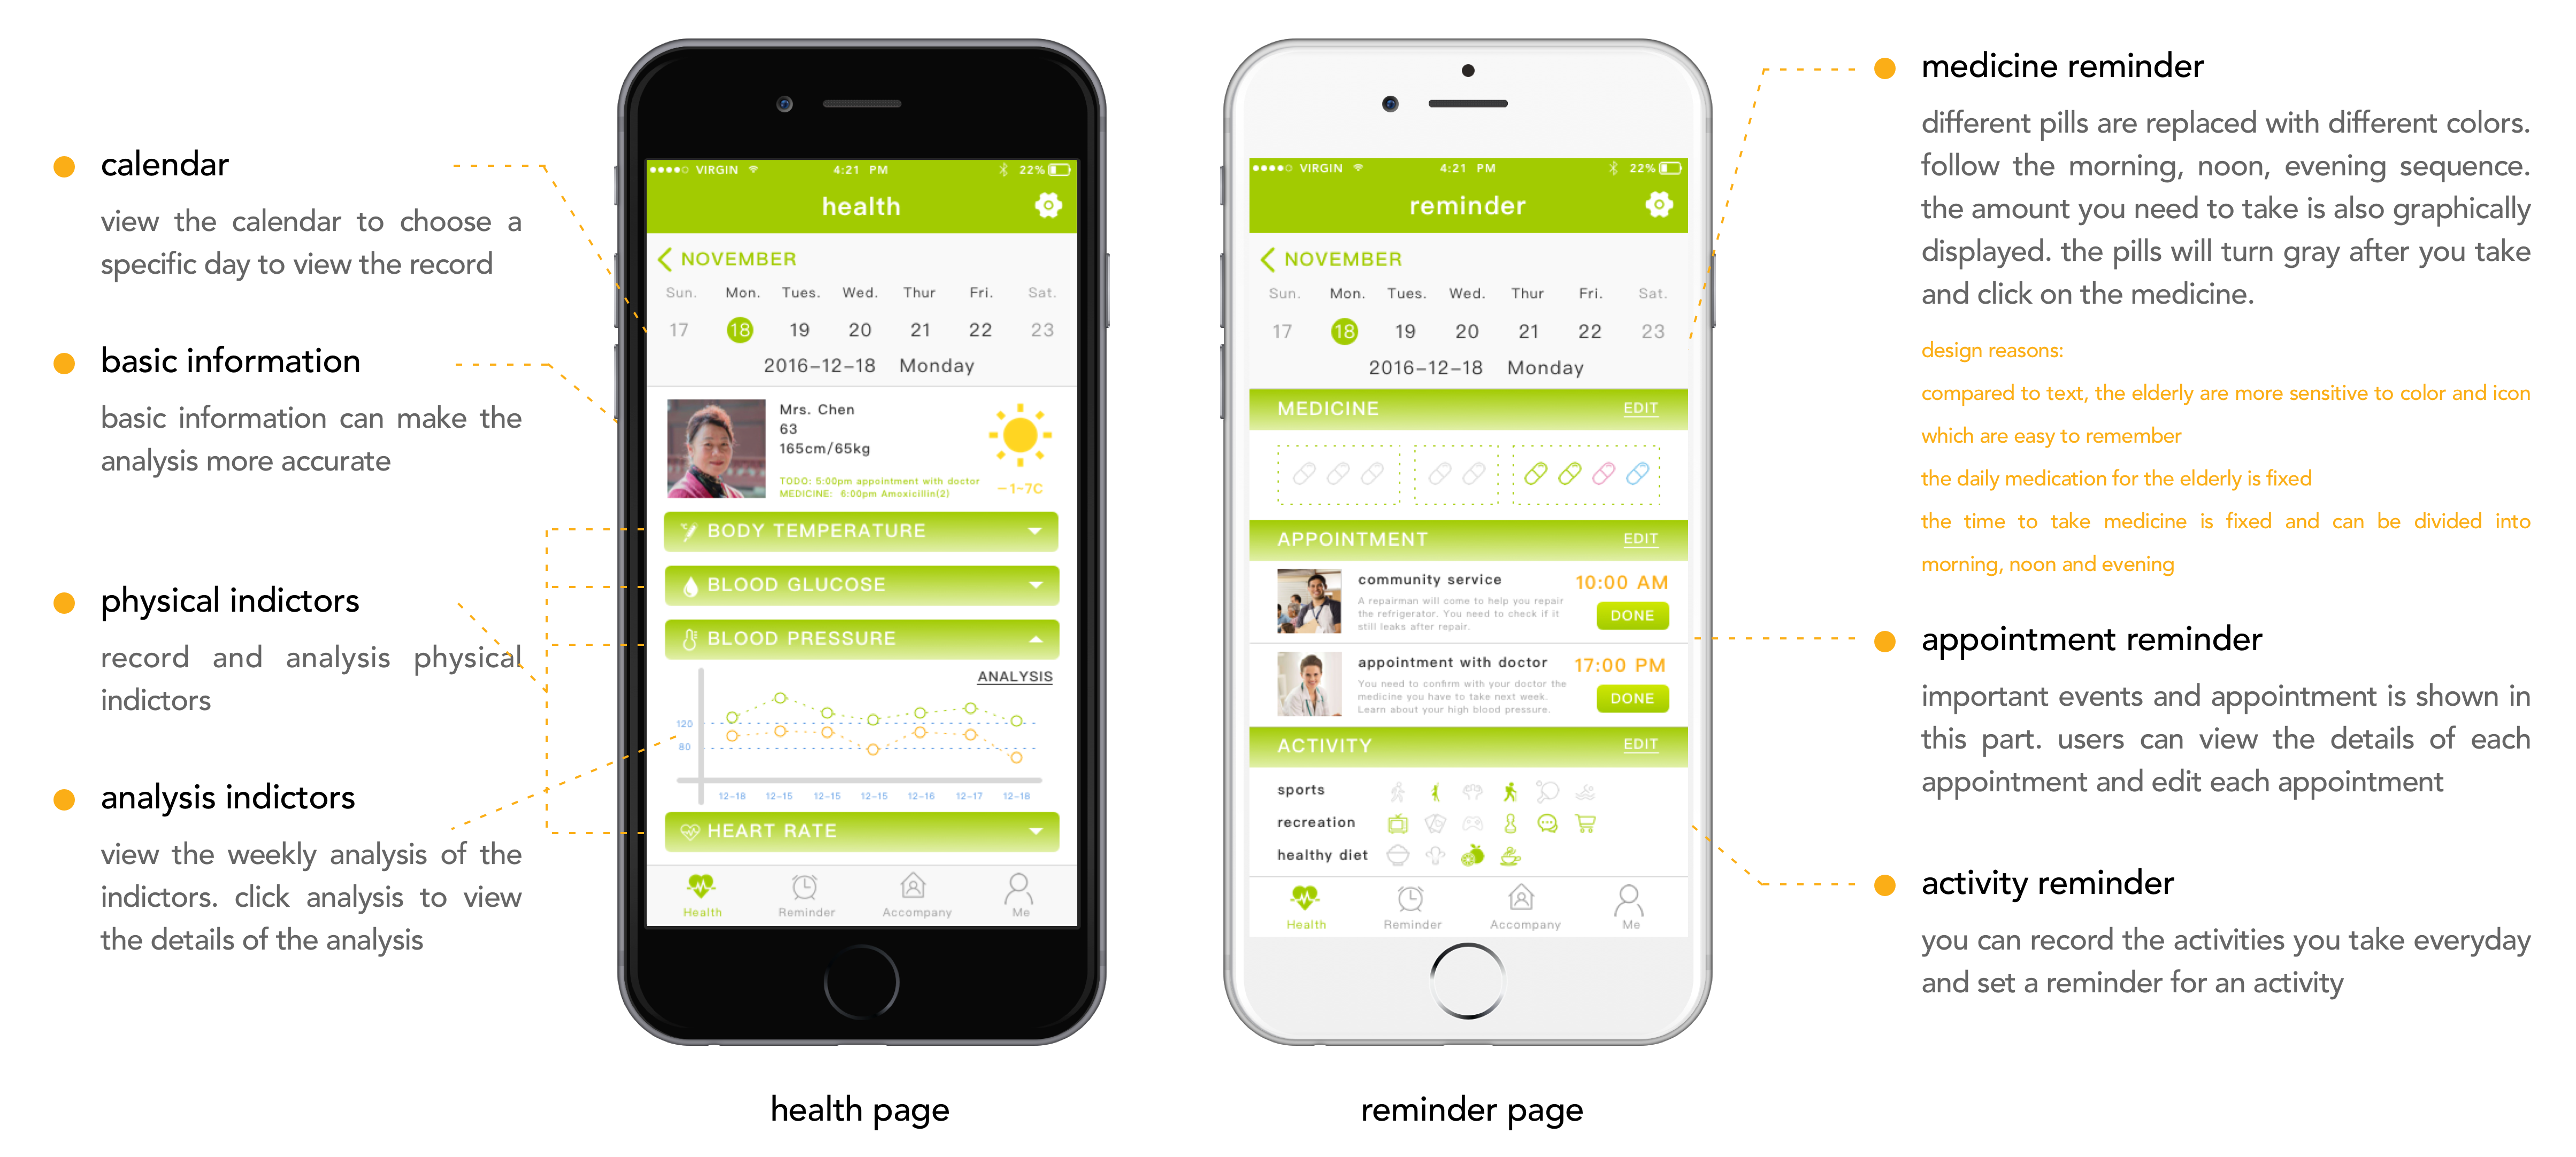 calendar
view the calendar to choose a
specific day to view the record
basic information
basic information can make the
analysis more accurate
physical indictors
record and analysis physical
indictors
analysis indictors
view the weekly analysis of the
indictors. click analysis to view
the details of the analysis
VIRGIN 4:21 PM 22%
health
NOVEMBER
Sun. Mon. Tues. Wed. Thur Fri. Sat.
17 18 19 20 21 22 23
2016-12-18 Monday
Mrs. Chen
63
165cm/65kg
TODO: 5:00pm appointment with doctor
MEDICINE: 6:00pm Amoxicillin(2)
-1-7C
BODY TEMPERATURE
BLOOD GLUCOSE
BLOOD PRESSURE
ANALYSIS
120
80
12-18 12-15 12-15 12-15 12-16 12-17 12-18
HEART RATE
Health Reminder Accompany Me
health page
VIRGIN 4:21 PM 22%
reminder
NOVEMBER
Sun. Mon. Tues. Wed. Thur Fri. Sat.
17 18 19 20 21 22 23
2016-12-18 Monday
MEDICINE EDIT
APPOINTMENT EDIT
community service 10:00 AM
A repairman will come to help you repair
the refrigerator. You need to check if it
still leaks after repair.
DONE
appointment with doctor 17:00 PM
You need to confirm with your doctor the
medicine you have to take next week.
Learn about your high blood pressure.
DONE
ACTIVITY EDIT
sports
recreation
healthy diet
Health Reminder Accompany Me
reminder page
medicine reminder
different pills are replaced with different colors.
follow the morning, noon, evening sequence.
the amount you need to take is also graphically
displayed. the pills will turn gray after you take
and click on the medicine.
design reasons:
compared to text, the elderly are more sensitive to color and icon
which are easy to remember
the daily medication for the elderly is fixed
the time to take medicine is fixed and can be divided into
morning, noon and evening
appointment reminder
important events and appointment is shown in
this part. users can view the details of each
appointment and edit each appointment
activity reminder
you can record the activities you take everyday
and set a reminder for an activity